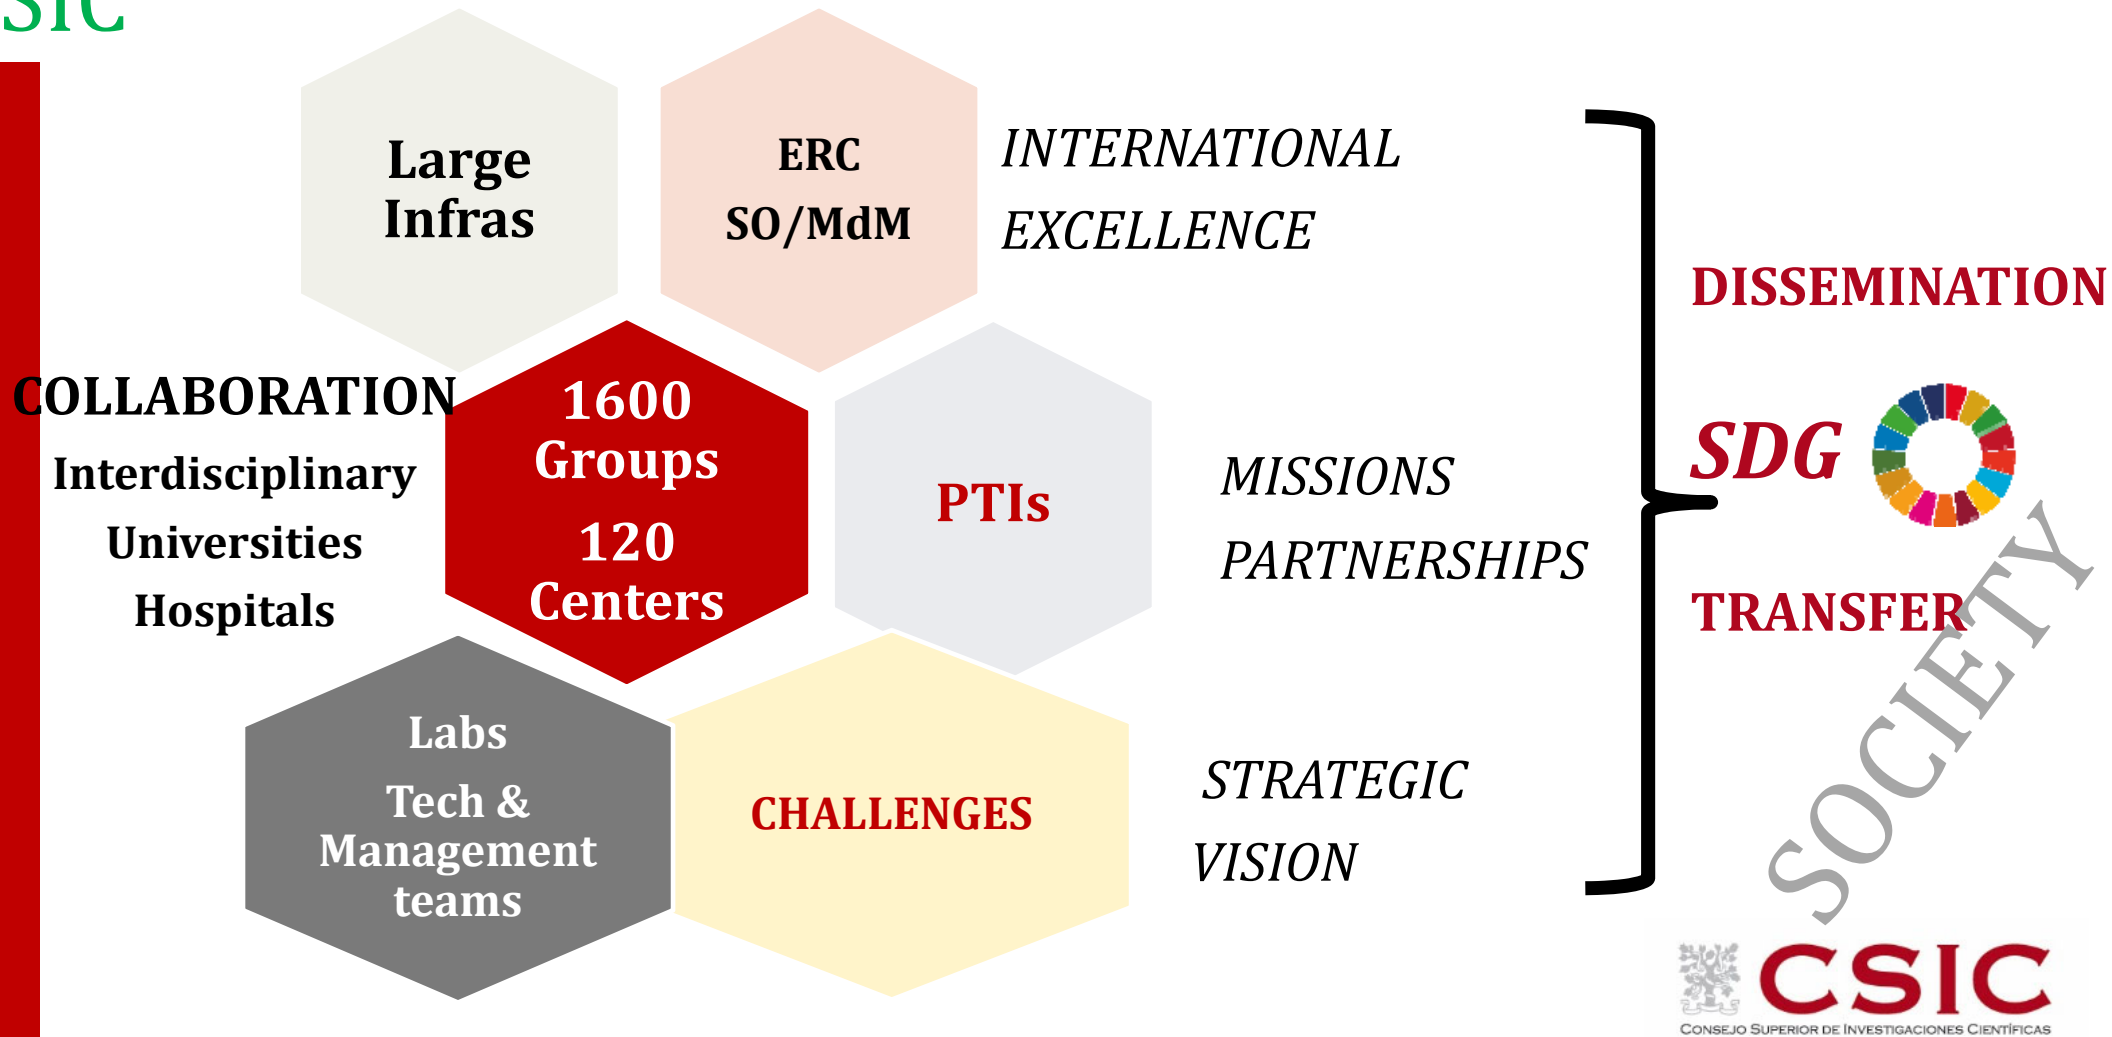 SIC
Large
Infras
ERC
SO/MdM
INTERNATIONAL
EXCELLENCE
COLLABORATION
Interdisciplinary
Universities
Hospitals
1600
Groups
120
Centers
PTIs
MISSIONS
PARTNERSHIPS
Labs
Tech &
Management
teams
CHALLENGES
STRATEGIC
VISION
DISSEMINATION
SDG
TRANSFER
SOCIETY
CSIC
CONSEJO SUPERIOR DE INVESTIGACIONES CIENTÍFICAS